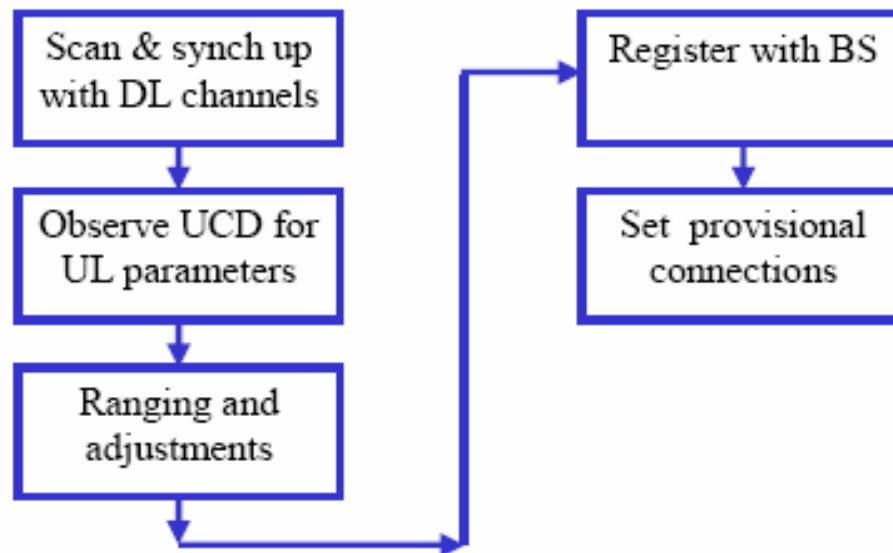 Scan & synch up
with DL channels
Observe UCD for
UL parameters
Ranging and
adjustments
Register with BS
Set provisional
connections